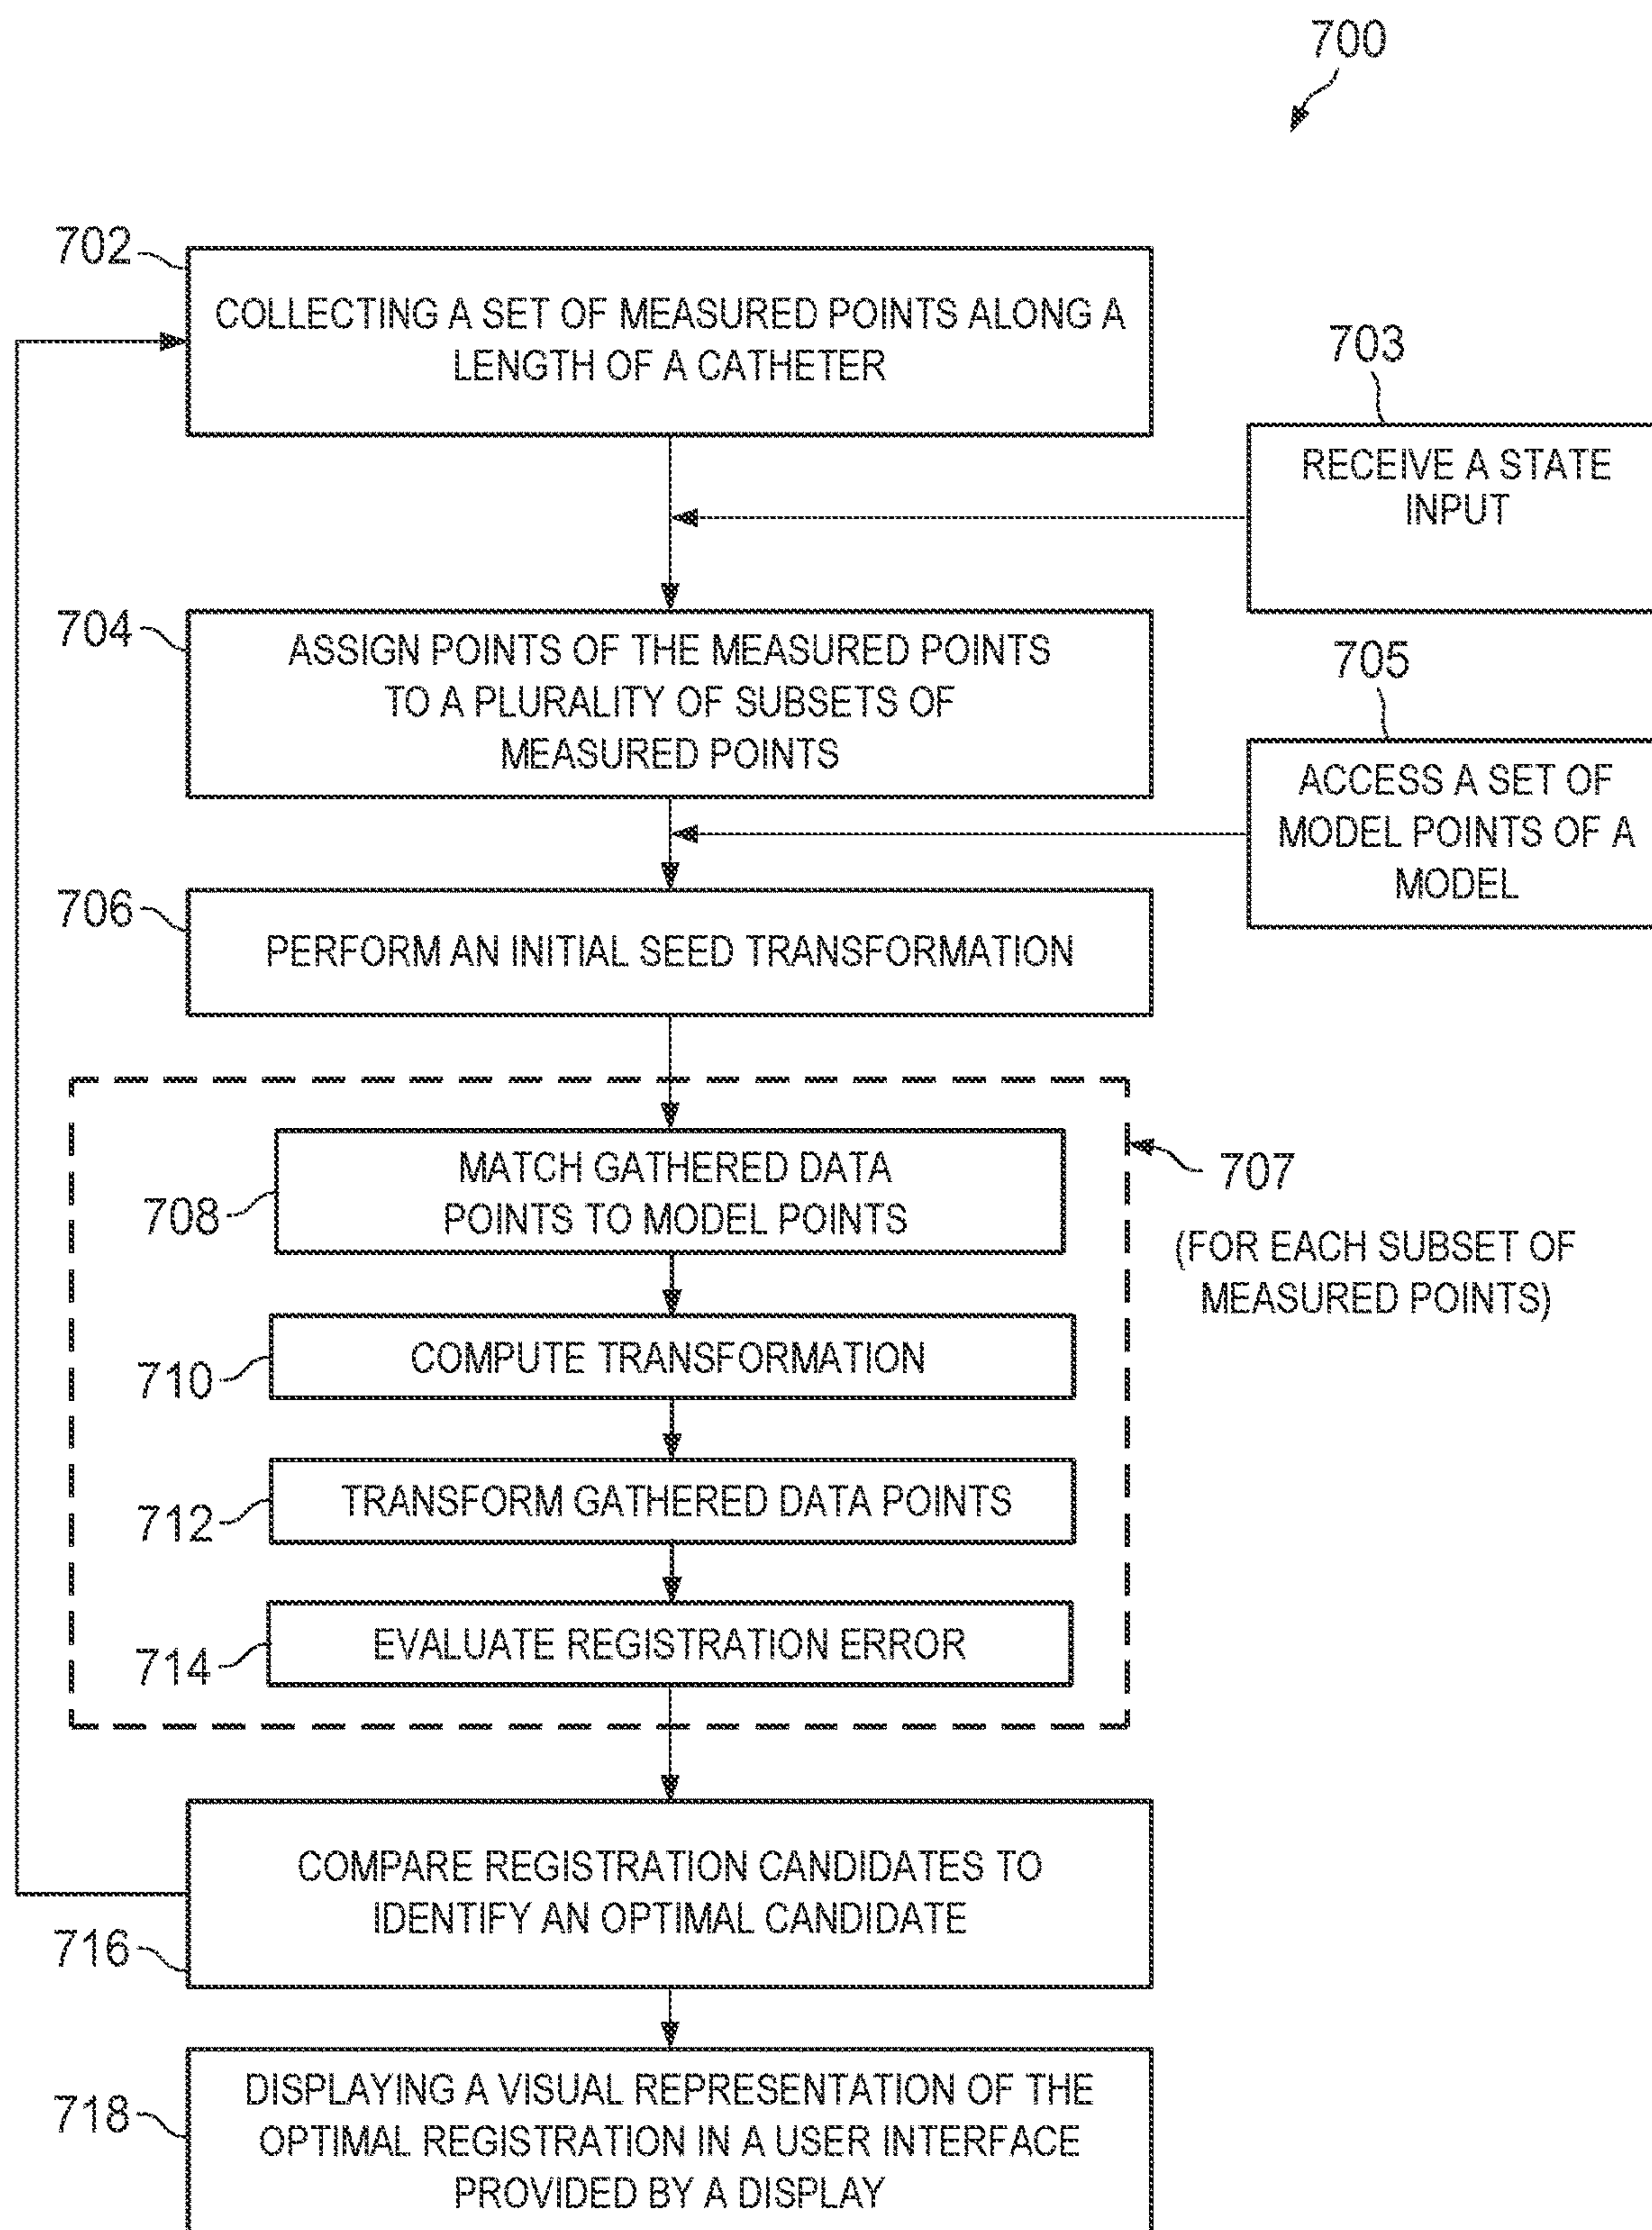 700
702
COLLECTING A SET OF MEASURED POINTS ALONG A
LENGTH OF A CATHETER
703
RECEIVE A STATE
INPUT
704
ASSIGN POINTS OF THE MEASURED POINTS
TO A PLURALITY OF SUBSETS OF
MEASURED POINTS
705
ACCESS A SET OF
MODEL POINTS OF A
MODEL
706
PERFORM AN INITIAL SEED TRANSFORMATION
707
(FOR EACH SUBSET OF
MEASURED POINTS)
708
MATCH GATHERED DATA
POINTS TO MODEL POINTS
710
COMPUTE TRANSFORMATION
712
TRANSFORM GATHERED DATA POINTS
714
EVALUATE REGISTRATION ERROR
716
COMPARE REGISTRATION CANDIDATES TO
IDENTIFY AN OPTIMAL CANDIDATE
718
DISPLAYING A VISUAL REPRESENTATION OF THE
OPTIMAL REGISTRATION IN A USER INTERFACE
PROVIDED BY A DISPLAY